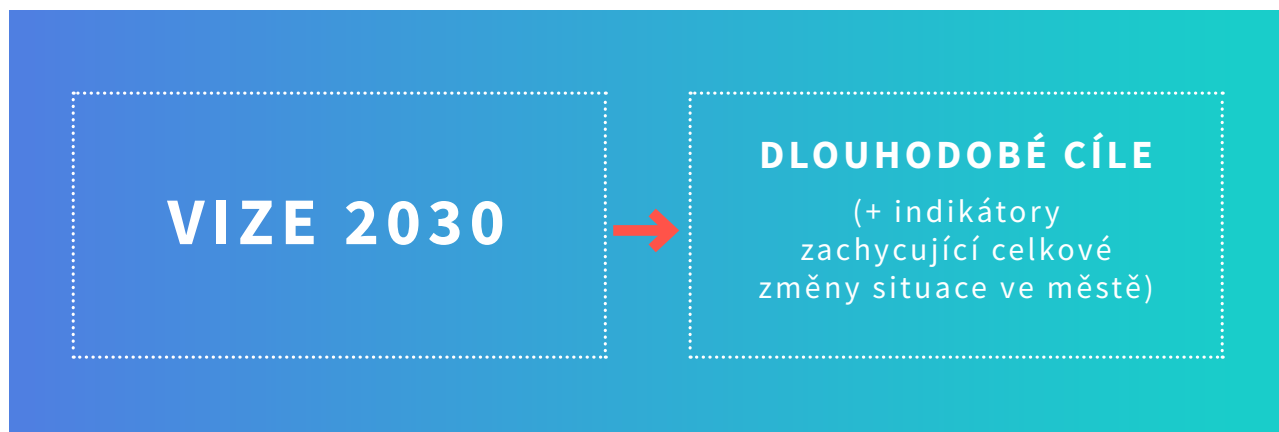 VIZE 2030
DLOUHODOBÉ CÍLE
(+ indikátory
zachycující celkové
změny situace ve městě)